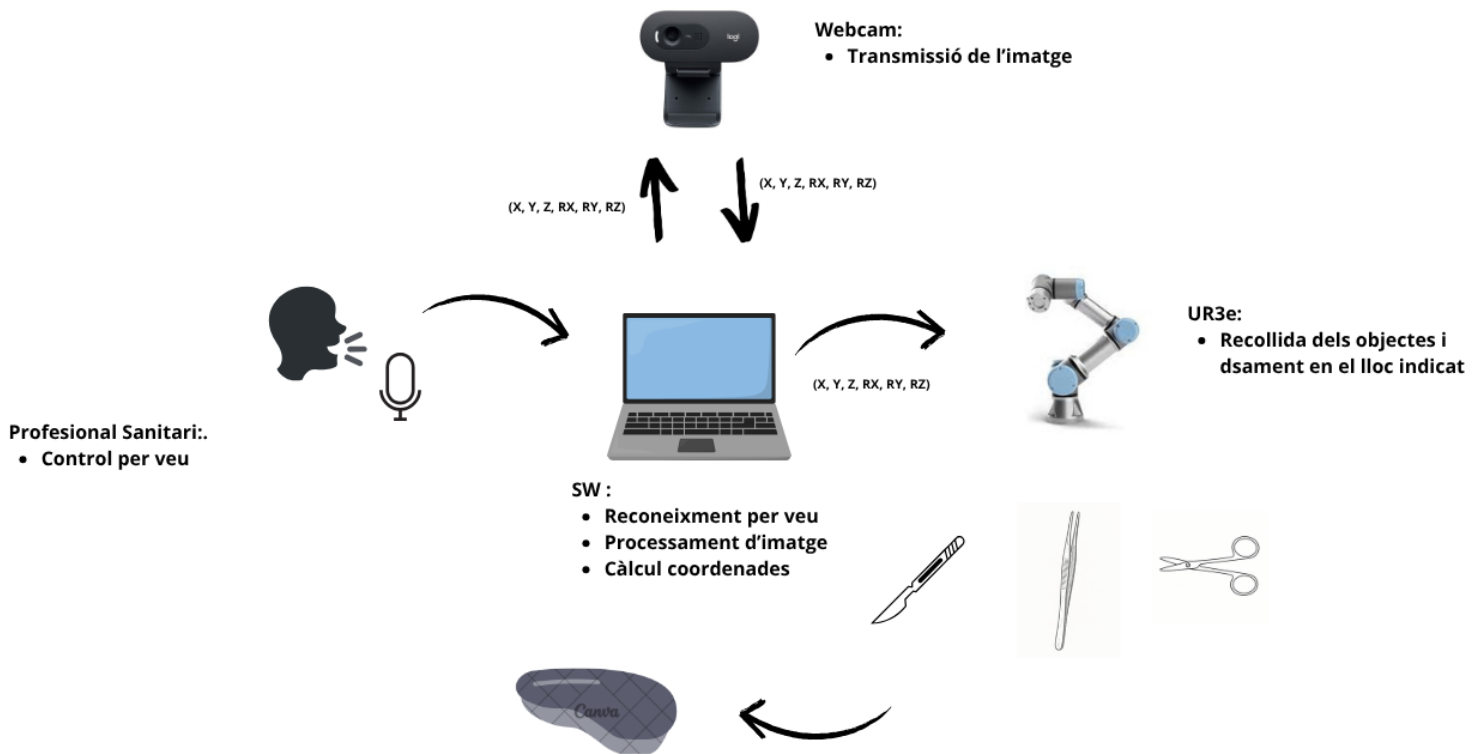 logi
Webcam:
• Transmissió de l'imatge
(X, Y, Z, RX, RY, RZ)
(X, Y, Z, RX, RY, RZ)
UR3e:
• Recollida dels objectes i
dsament en el lloc indicat
(X, Y, Z, RX, RY, RZ)
Profesional Sanitari:.
• Control per veu
SW :
• Reconeixment per veu
• Processament d'imatge
• Càlcul coordenades
Canva